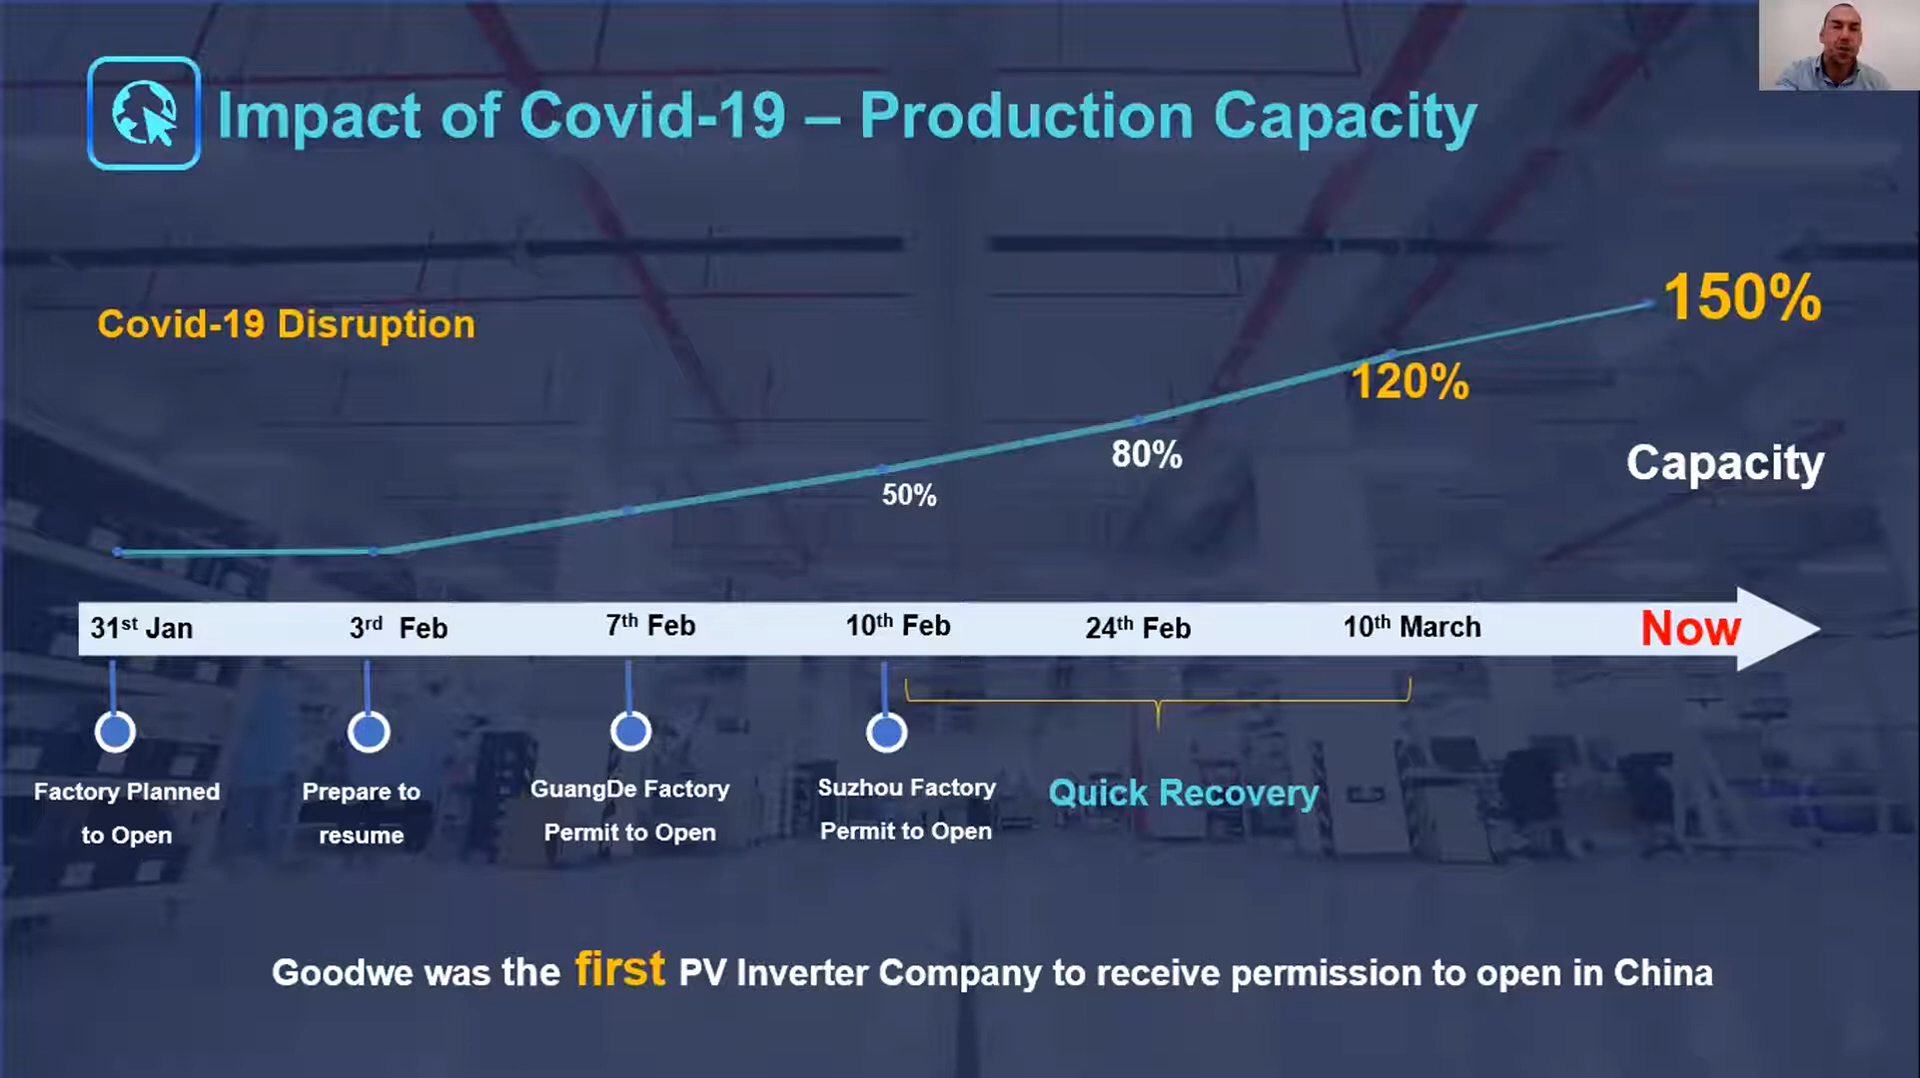 Impact of Covid-19 – Production Capacity
Covid-19 Disruption
150%
120%
80%
50%
Capacity
31st Jan
3rd Feb
7th Feb
10th Feb
24th Feb
10th March
Now
Factory Planned
to Open
Prepare to
resume
GuangDe Factory
Permit to Open
Suzhou Factory
Permit to Open
Quick Recovery
Goodwe was the first PV Inverter Company to receive permission to open in China